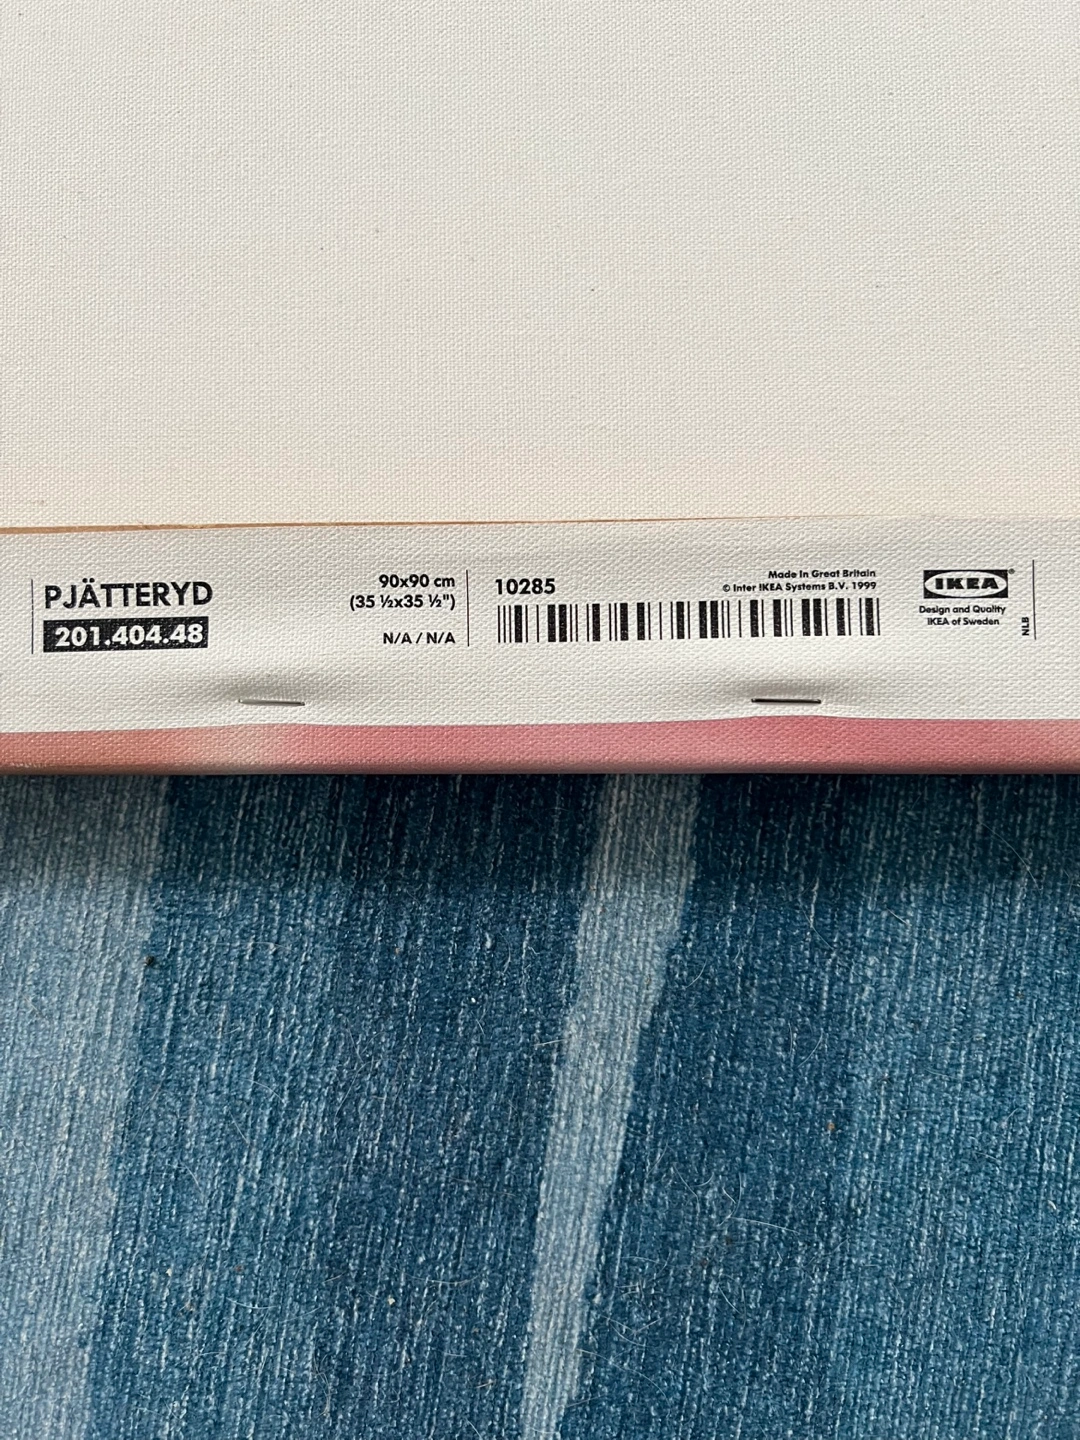 PJÄTTERYD
201.404.48
90x90 cm
(35 ½x35 ½")
N/A / N/A
10285
Made in Great Britain
© Inter IKEA Systems B.V. 1999
IKEA®
Design and Quality
IKEA of Sweden
NLB